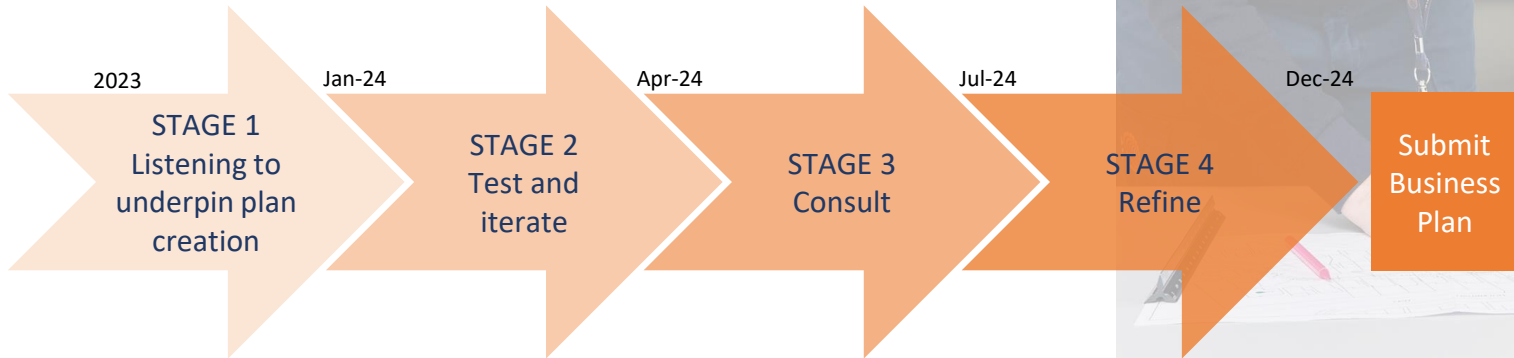 2023
Jan-24
Apr-24
Jul-24
Dec-24
STAGE 1
Listening to
underpin plan
creation
STAGE 2
Test and
iterate
STAGE 3
Consult
STAGE 4
Refine
Submit
Business
Plan